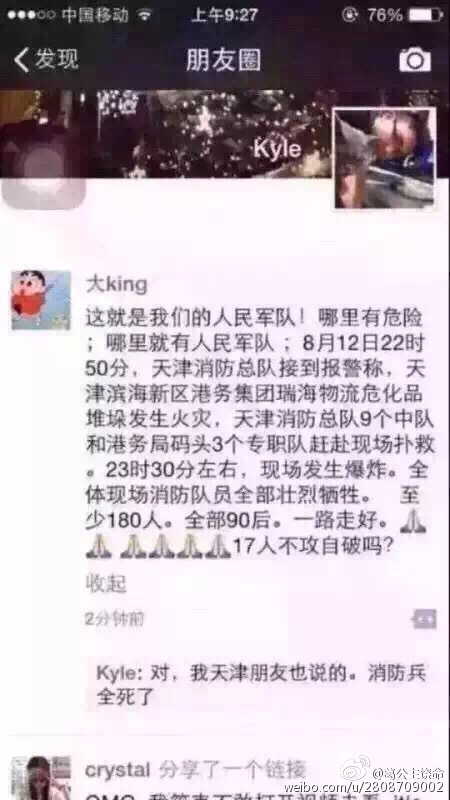 中国移动 上午9:27 76%
发现 朋友圈
Kyle
大king
这就是我们的人民军队！哪里有危险
；哪里就有人民军队；8月12日22时
50分，天津消防总队接到报警称，天
津滨海新区港务集团瑞海物流危化品
堆垛发生火灾，天津消防总队9个中队
和港务局码头3个专职队赶赴现场扑救
。23时30分左右，现场发生爆炸。全
体现场消防队员全部壮烈牺牲。 至
少180人。全部90后。一路走好。🙏
🙏 🙏🙏🙏🙏17人不攻自破吗？
收起
2分钟前
Kyle: 对，我天津朋友也说的。消防兵
全死了
crystal 分享了一个链接
@葛公主饶命
weibo.com/u/2808709002